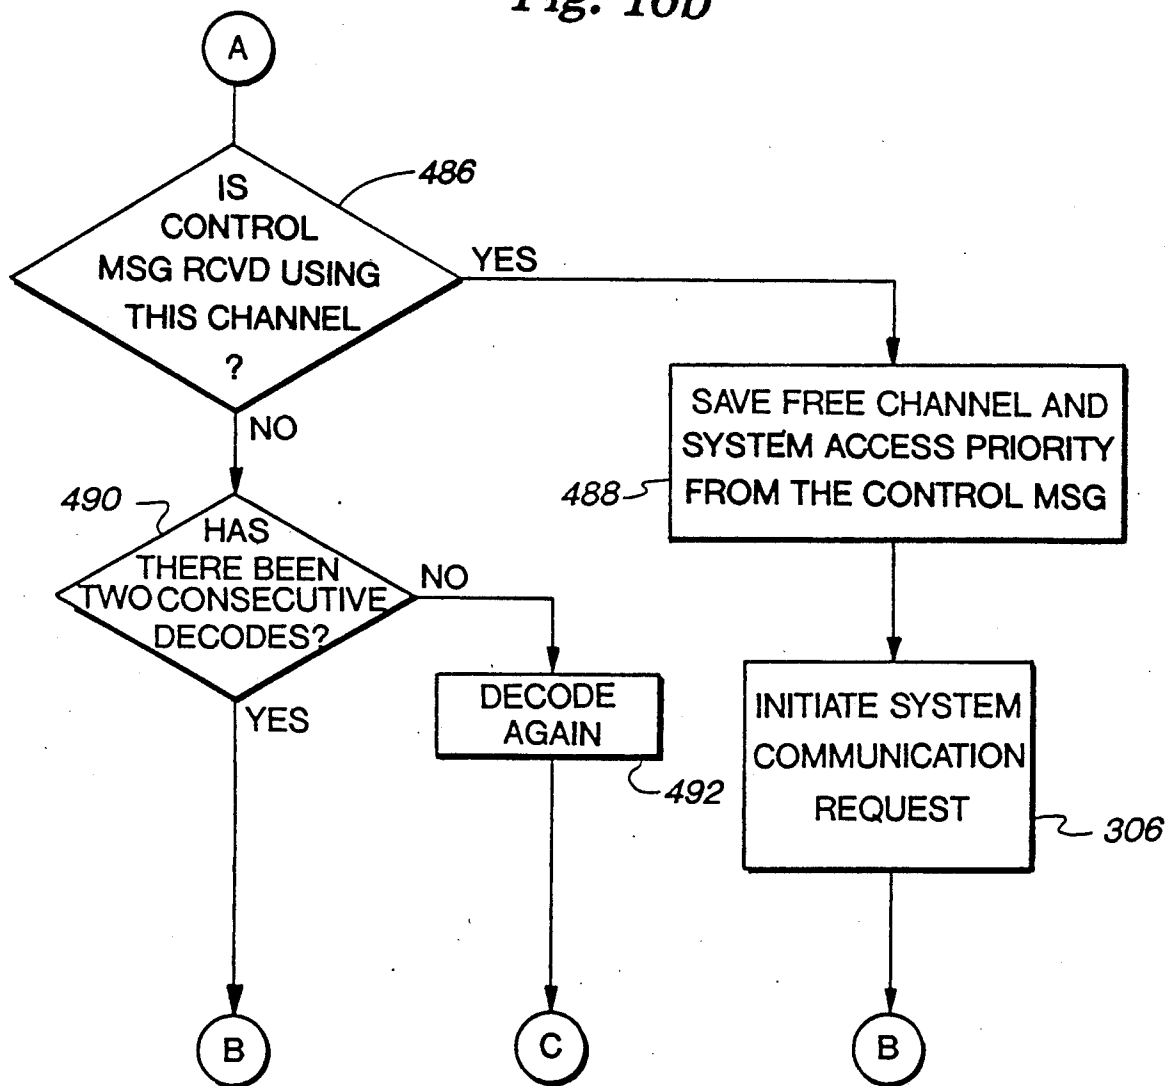 Fig. 10b
A
IS
CONTROL
MSG RCVD USING
THIS CHANNEL
?
486
YES
NO
SAVE FREE CHANNEL AND
SYSTEM ACCESS PRIORITY
FROM THE CONTROL MSG
488
490
HAS
THERE BEEN
TWO CONSECUTIVE
DECODES?
NO
YES
DECODE
AGAIN
492
INITIATE SYSTEM
COMMUNICATION
REQUEST
306
B
C
B